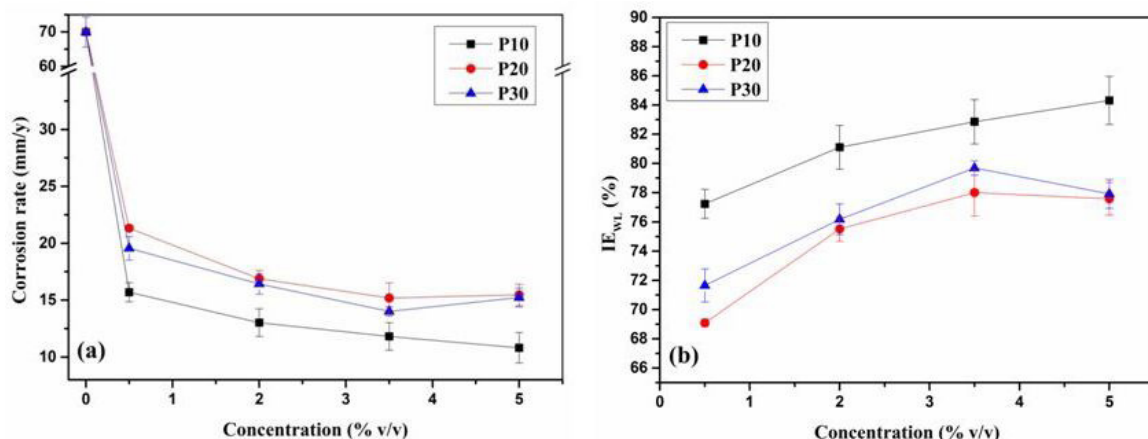 70
60
30
25
20
15
10
Corrosion rate (mm/y)
P10
P20
P30
(a)
0 1 2 3 4 5
Concentration (% v/v)
90
88
86
84
82
80
78
76
74
72
70
68
66
IE_WL (%)
P10
P20
P30
(b)
0 1 2 3 4 5
Concentration (% v/v)